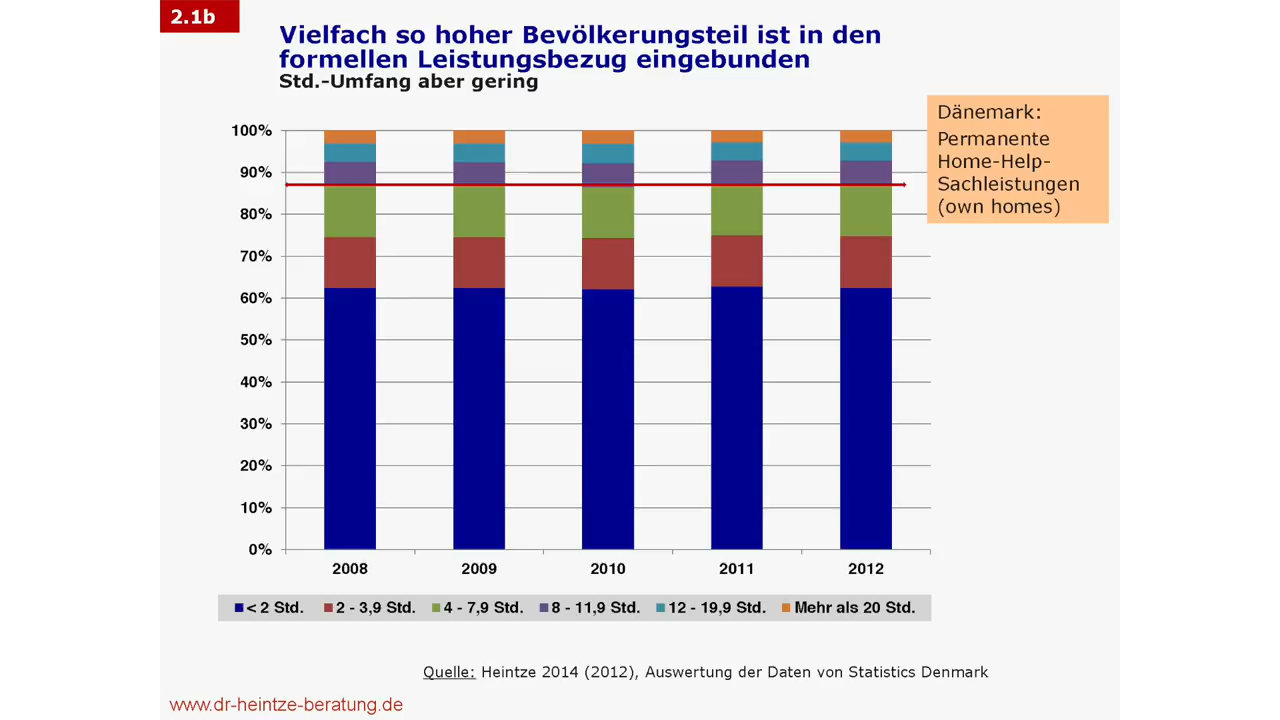 2.1b
Vielfach so hoher Bevölkerungsteil ist in den
formellen Leistungsbezug eingebunden
Std.-Umfang aber gering
Dänemark:
Permanente
Home-Help-
Sachleistungen
(own homes)
100%
90%
80%
70%
60%
50%
40%
30%
20%
10%
0%
2008 2009 2010 2011 2012
< 2 Std. 2 - 3,9 Std. 4 - 7,9 Std. 8 - 11,9 Std. 12 - 19,9 Std. Mehr als 20 Std.
Quelle: Heintze 2014 (2012), Auswertung der Daten von Statistics Denmark
www.dr-heintze-beratung.de